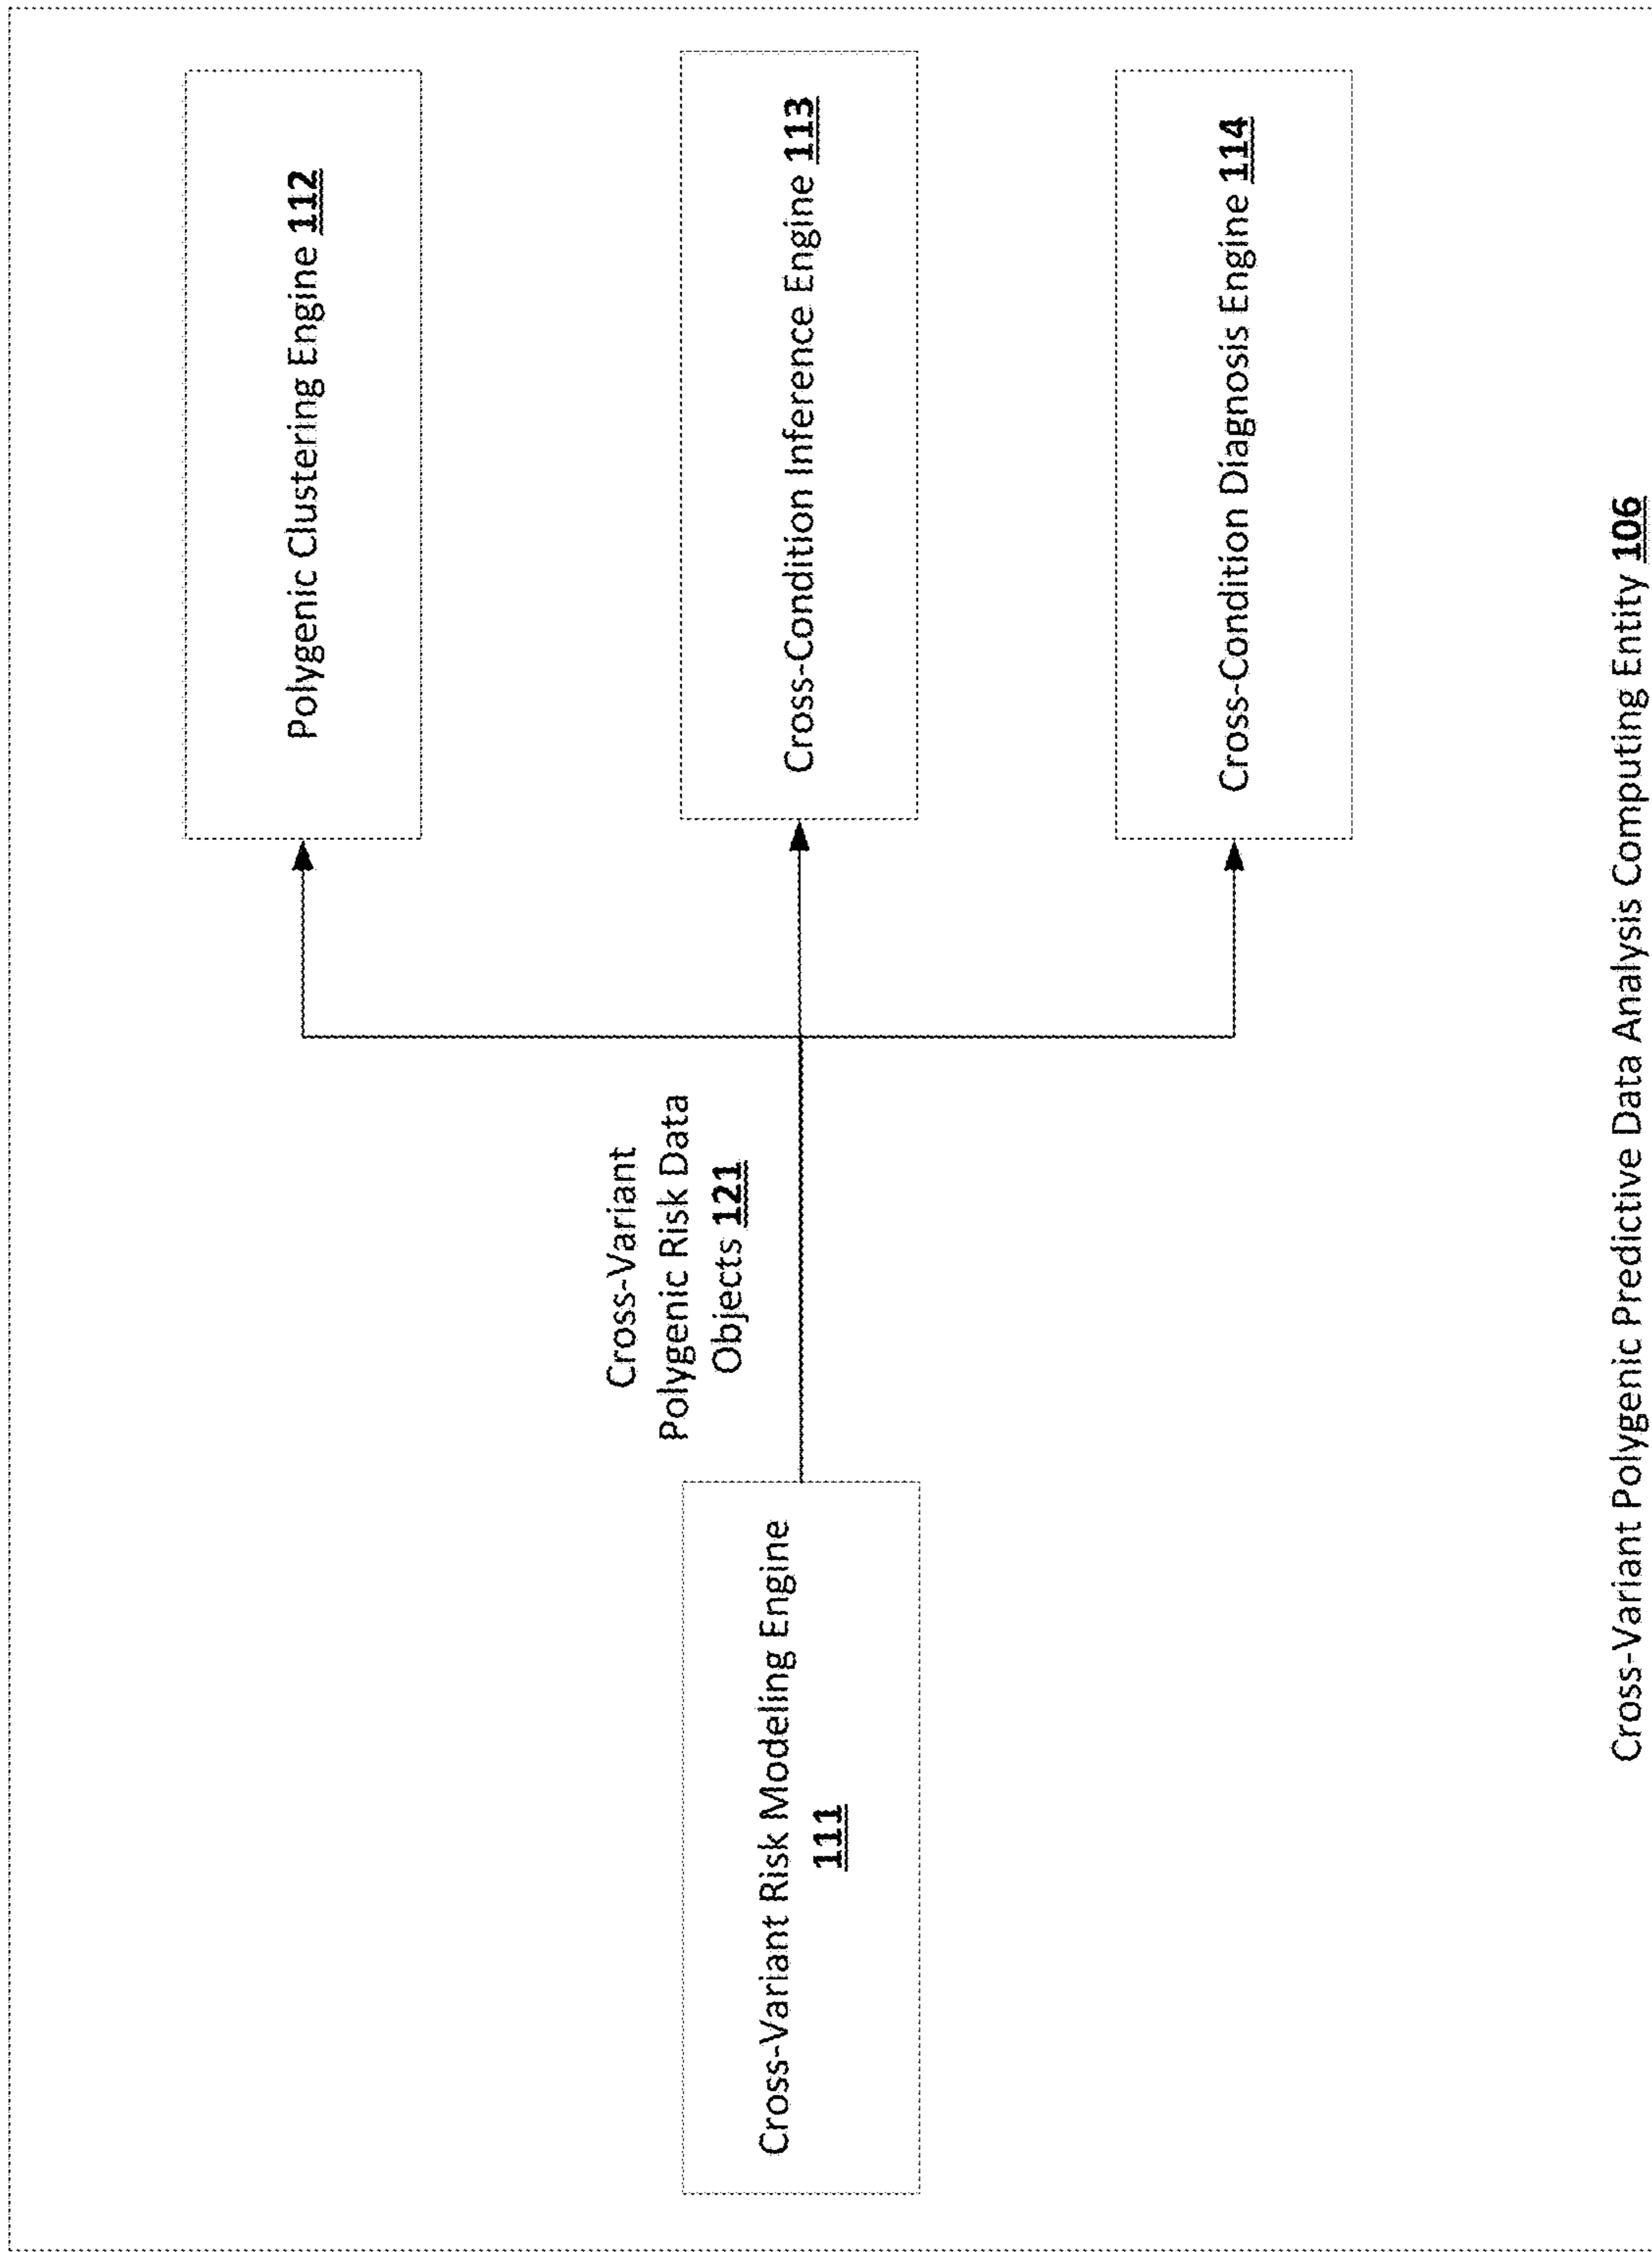 Polygenic Clustering Engine 112
Cross-Variant
Polygenic Risk Data
Objects 121
Cross-Variant Risk Modeling Engine
111
Cross-Condition Inference Engine 113
Cross-Condition Diagnosis Engine 114
Cross-Variant Polygenic Predictive Data Analysis Computing Entity 106